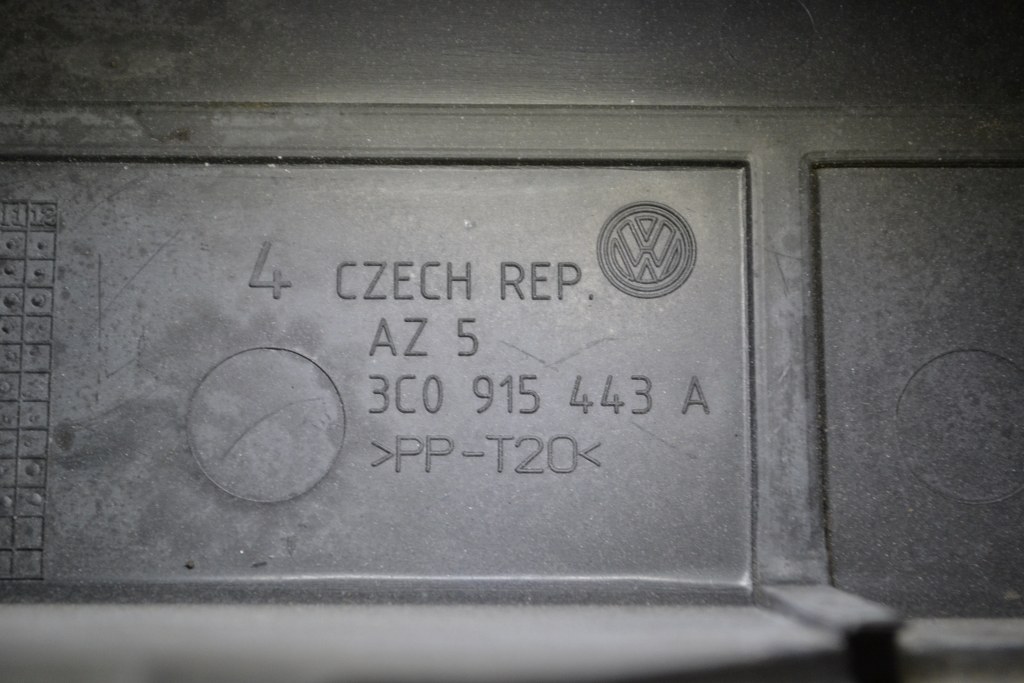 4 CZECH REP.
AZ 5
3C0 915 443 A
>PP-T20<